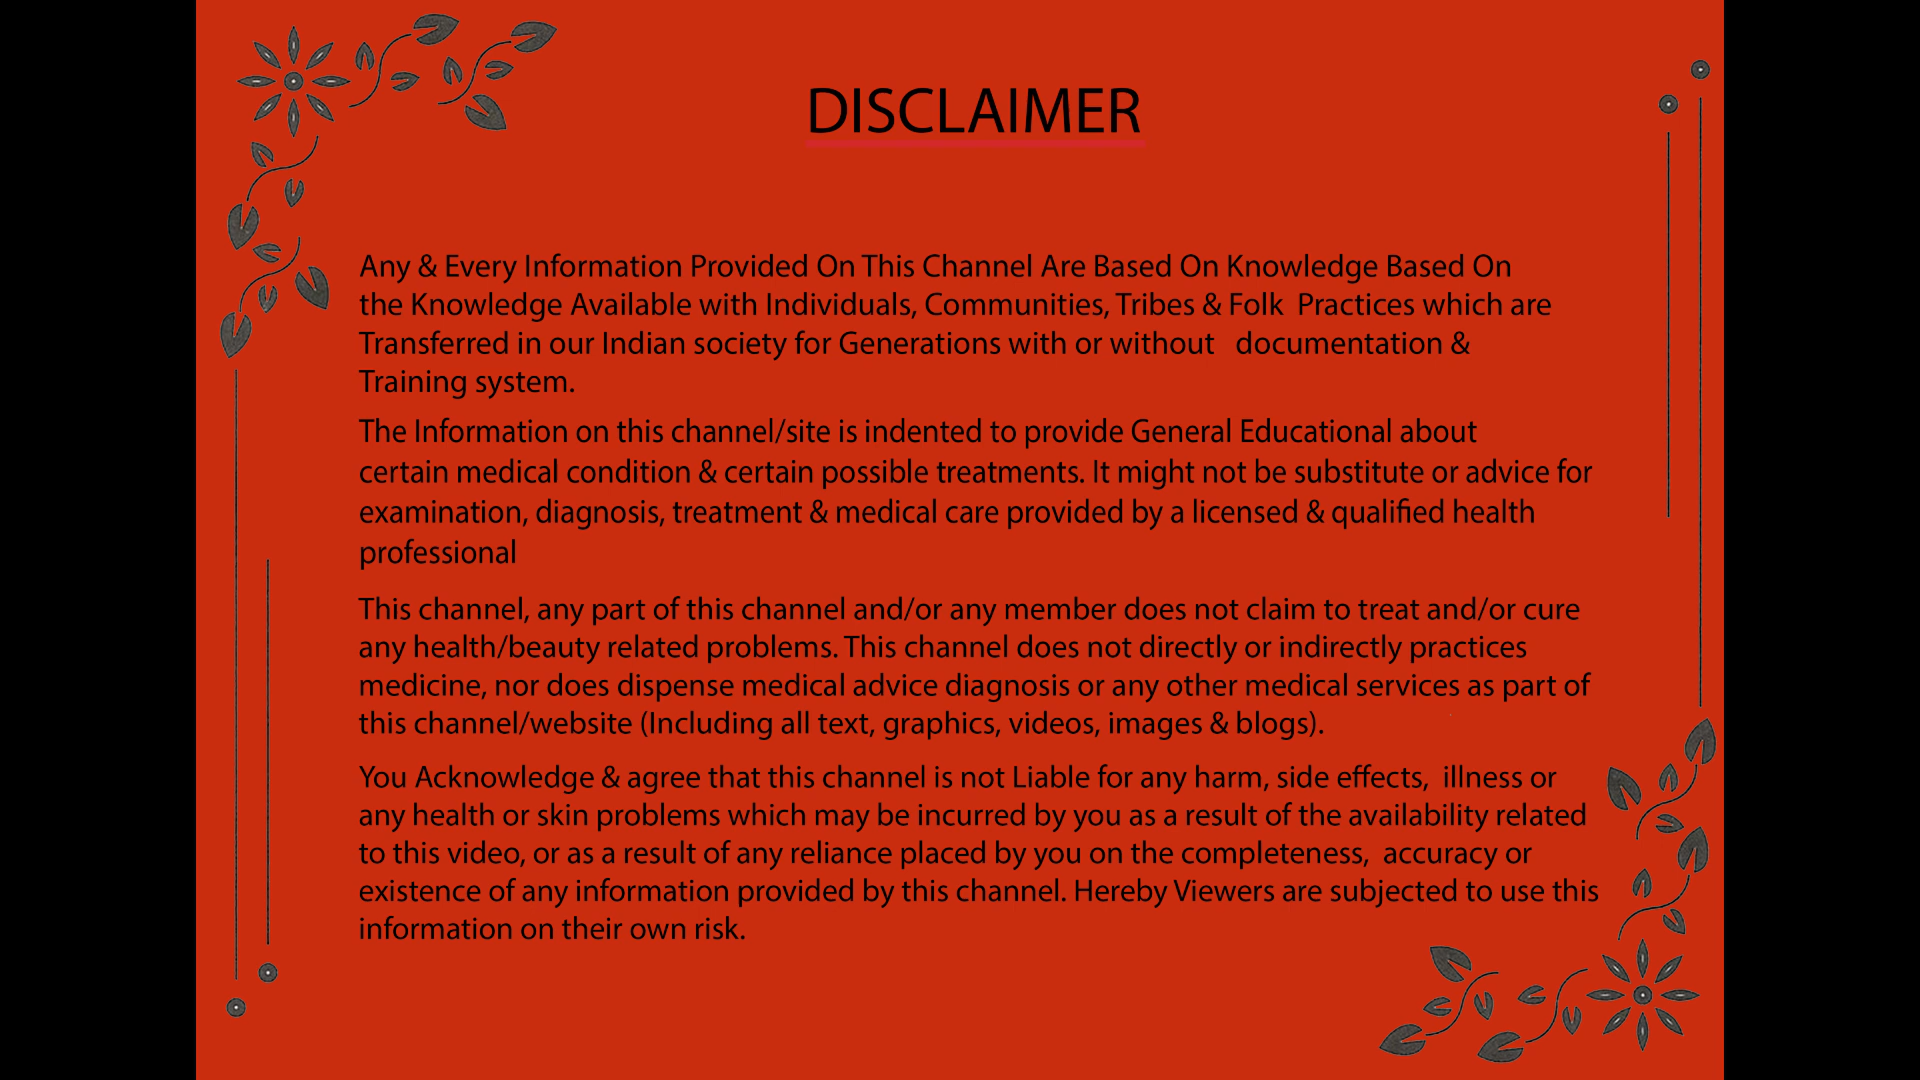 DISCLAIMER
Any & Every Information Provided On This Channel Are Based On Knowledge Based On
the Knowledge Available with Individuals, Communities, Tribes & Folk Practices which are
Transferred in our Indian society for Generations with or without documentation &
Training system.
The Information on this channel/site is indented to provide General Educational about
certain medical condition & certain possible treatments. It might not be substitute or advice for
examination, diagnosis, treatment & medical care provided by a licensed & qualified health
professional
This channel, any part of this channel and/or any member does not claim to treat and/or cure
any health/beauty related problems. This channel does not directly or indirectly practices
medicine, nor does dispense medical advice diagnosis or any other medical services as part of
this channel/website (Including all text, graphics, videos, images & blogs).
You Acknowledge & agree that this channel is not Liable for any harm, side effects, illness or
any health or skin problems which may be incurred by you as a result of the availability related
to this video, or as a result of any reliance placed by you on the completeness, accuracy or
existence of any information provided by this channel. Hereby Viewers are subjected to use this
information on their own risk.